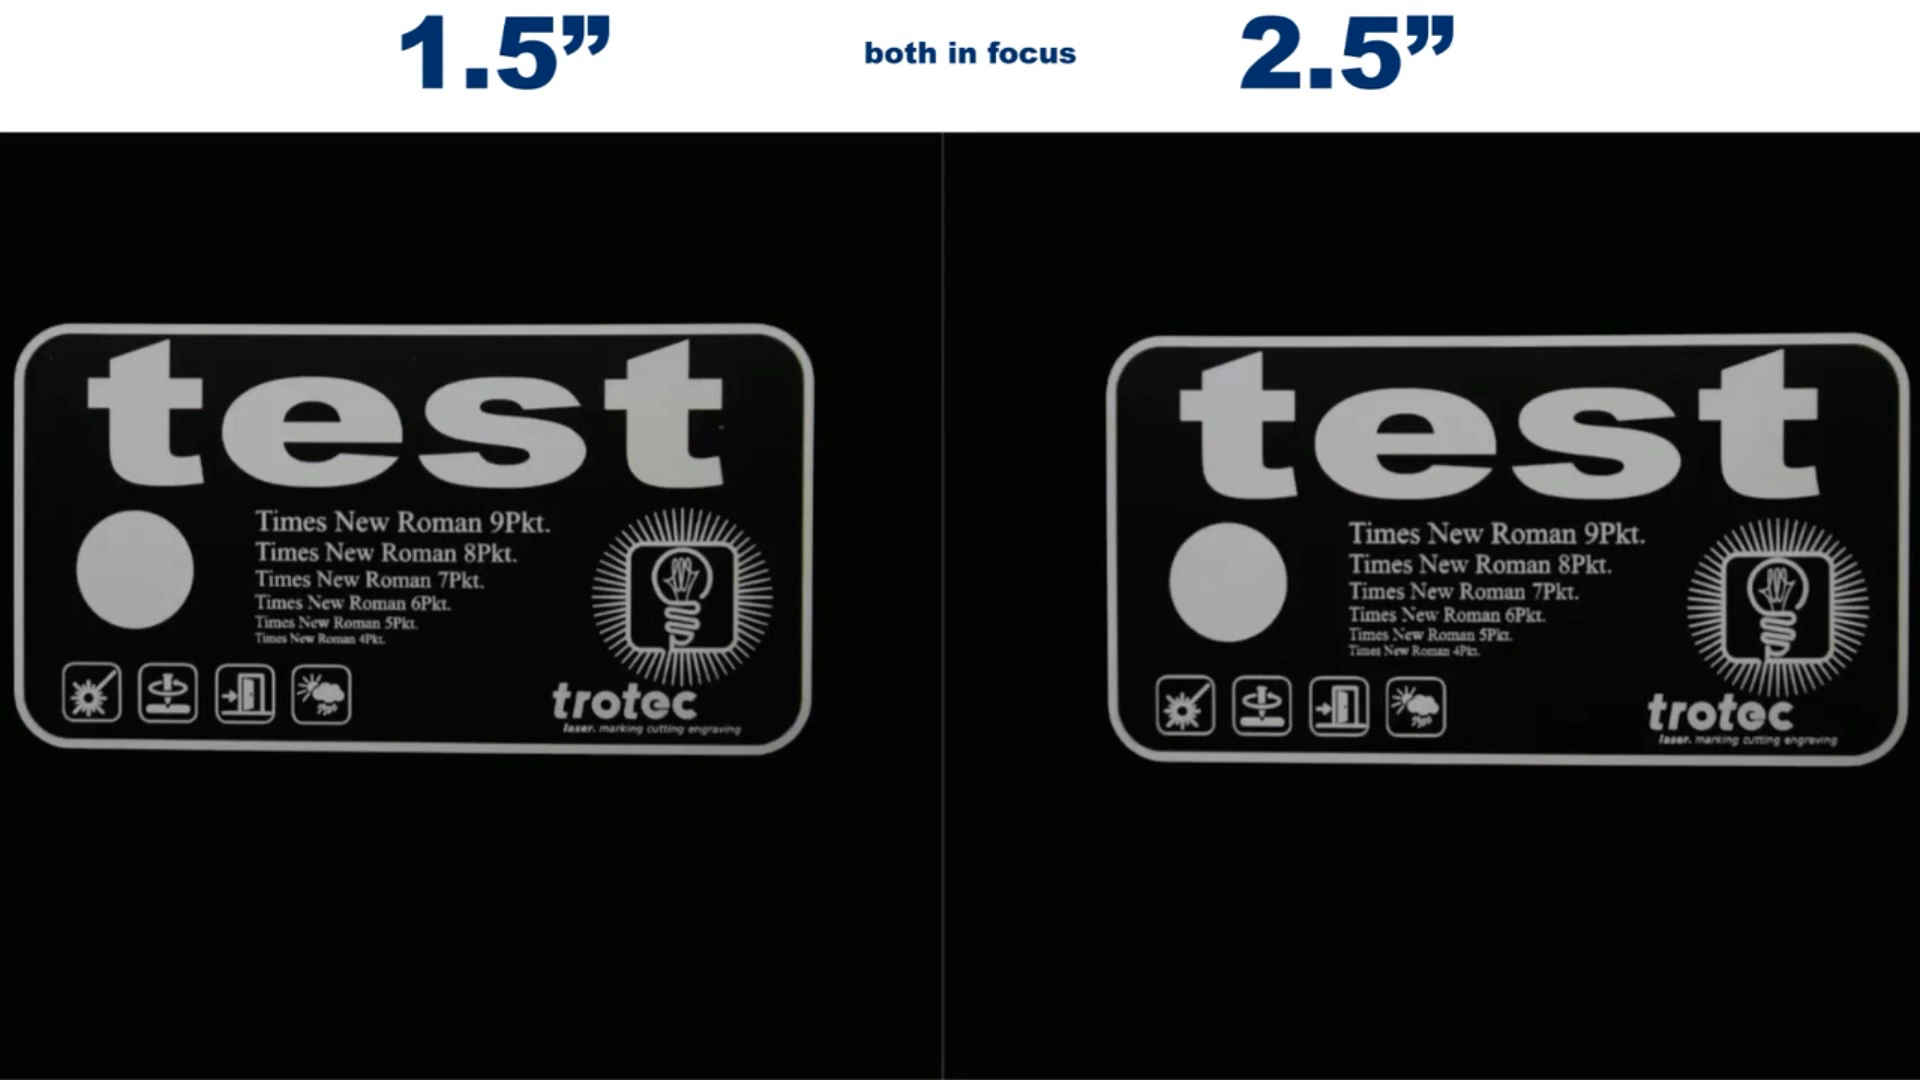 1.5”
both in focus
2.5”
test
Times New Roman 9Pkt.
Times New Roman 8Pkt.
Times New Roman 7Pkt.
Times New Roman 6Pkt.
Times New Roman 5Pkt.
Times New Roman 4Pkt.
trotec
laser. marking cutting engraving
test
Times New Roman 9Pkt.
Times New Roman 8Pkt.
Times New Roman 7Pkt.
Times New Roman 6Pkt.
Times New Roman 5Pkt.
Times New Roman 4Pkt.
trotec
laser. marking cutting engraving